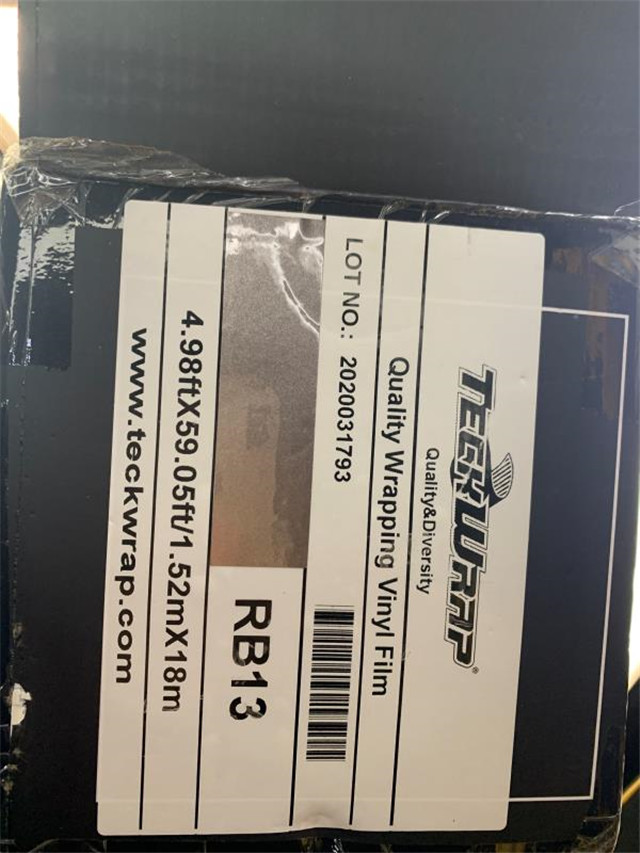 TECKWRAP®
Quality&Diversity
Quality Wrapping Vinyl Film
LOT NO.: 2020031793
RB13
4.98ftX59.05ft/1.52mX18m
www.teckwrap.com